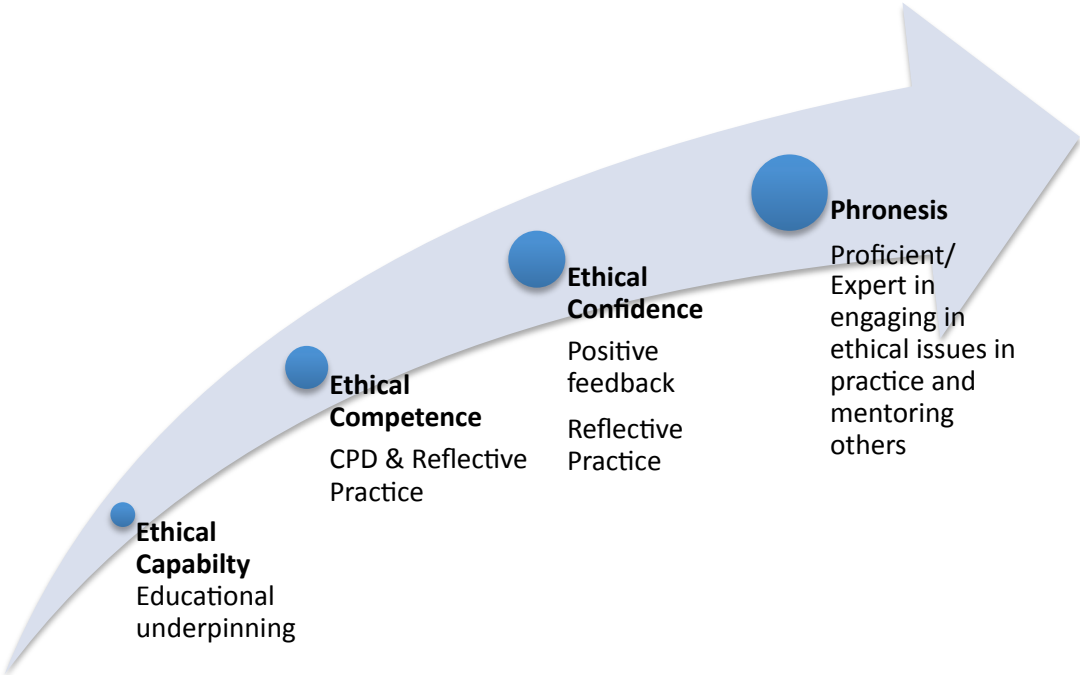 Ethical
Capabilty
Educational
underpinning
Ethical
Competence
CPD & Reflective
Practice
Ethical
Confidence
Positive
feedback
Reflective
Practice
Phronesis
Proficient/
Expert in
engaging in
ethical issues in
practice and
mentoring
others